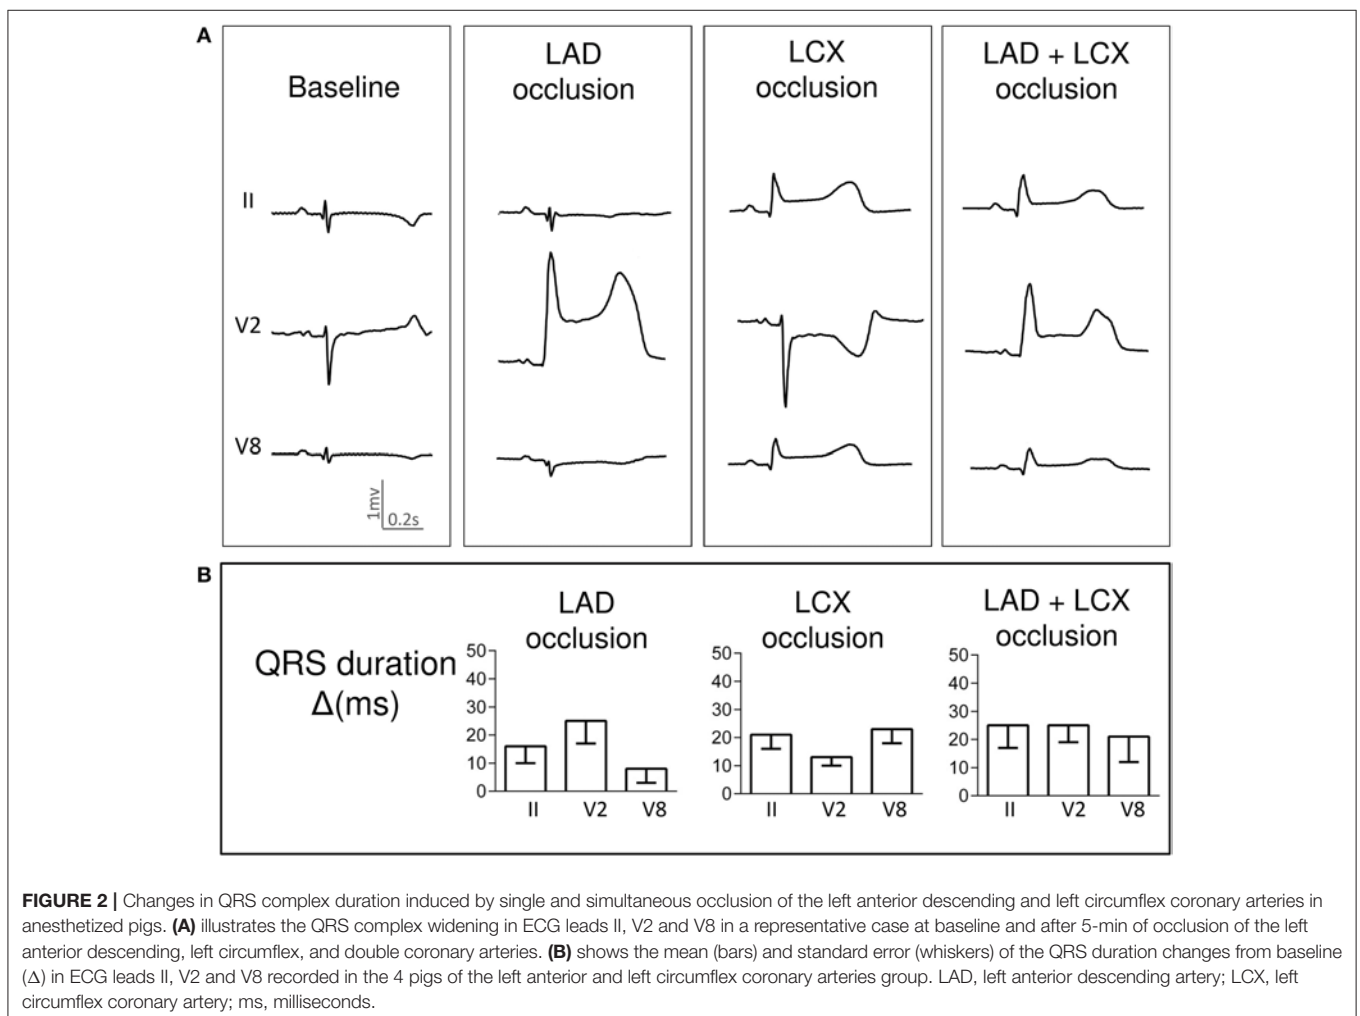 A
Baseline
LAD
occlusion
LCX
occlusion
LAD + LCX
occlusion
II
V2
V8
1mv
0.2s
B
QRS duration
Δ(ms)
LAD
occlusion
50
40
30
20
10
0
II V2 V8
LCX
occlusion
50
40
30
20
10
0
II V2 V8
LAD + LCX
occlusion
50
40
30
20
10
0
II V2 V8
FIGURE 2 | Changes in QRS complex duration induced by single and simultaneous occlusion of the left anterior descending and left circumflex coronary arteries in
anesthetized pigs. (A) illustrates the QRS complex widening in ECG leads II, V2 and V8 in a representative case at baseline and after 5-min of occlusion of the left
anterior descending, left circumflex, and double coronary arteries. (B) shows the mean (bars) and standard error (whiskers) of the QRS duration changes from baseline
(Δ) in ECG leads II, V2 and V8 recorded in the 4 pigs of the left anterior and left circumflex coronary arteries group. LAD, left anterior descending artery; LCX, left
circumflex coronary artery; ms, milliseconds.